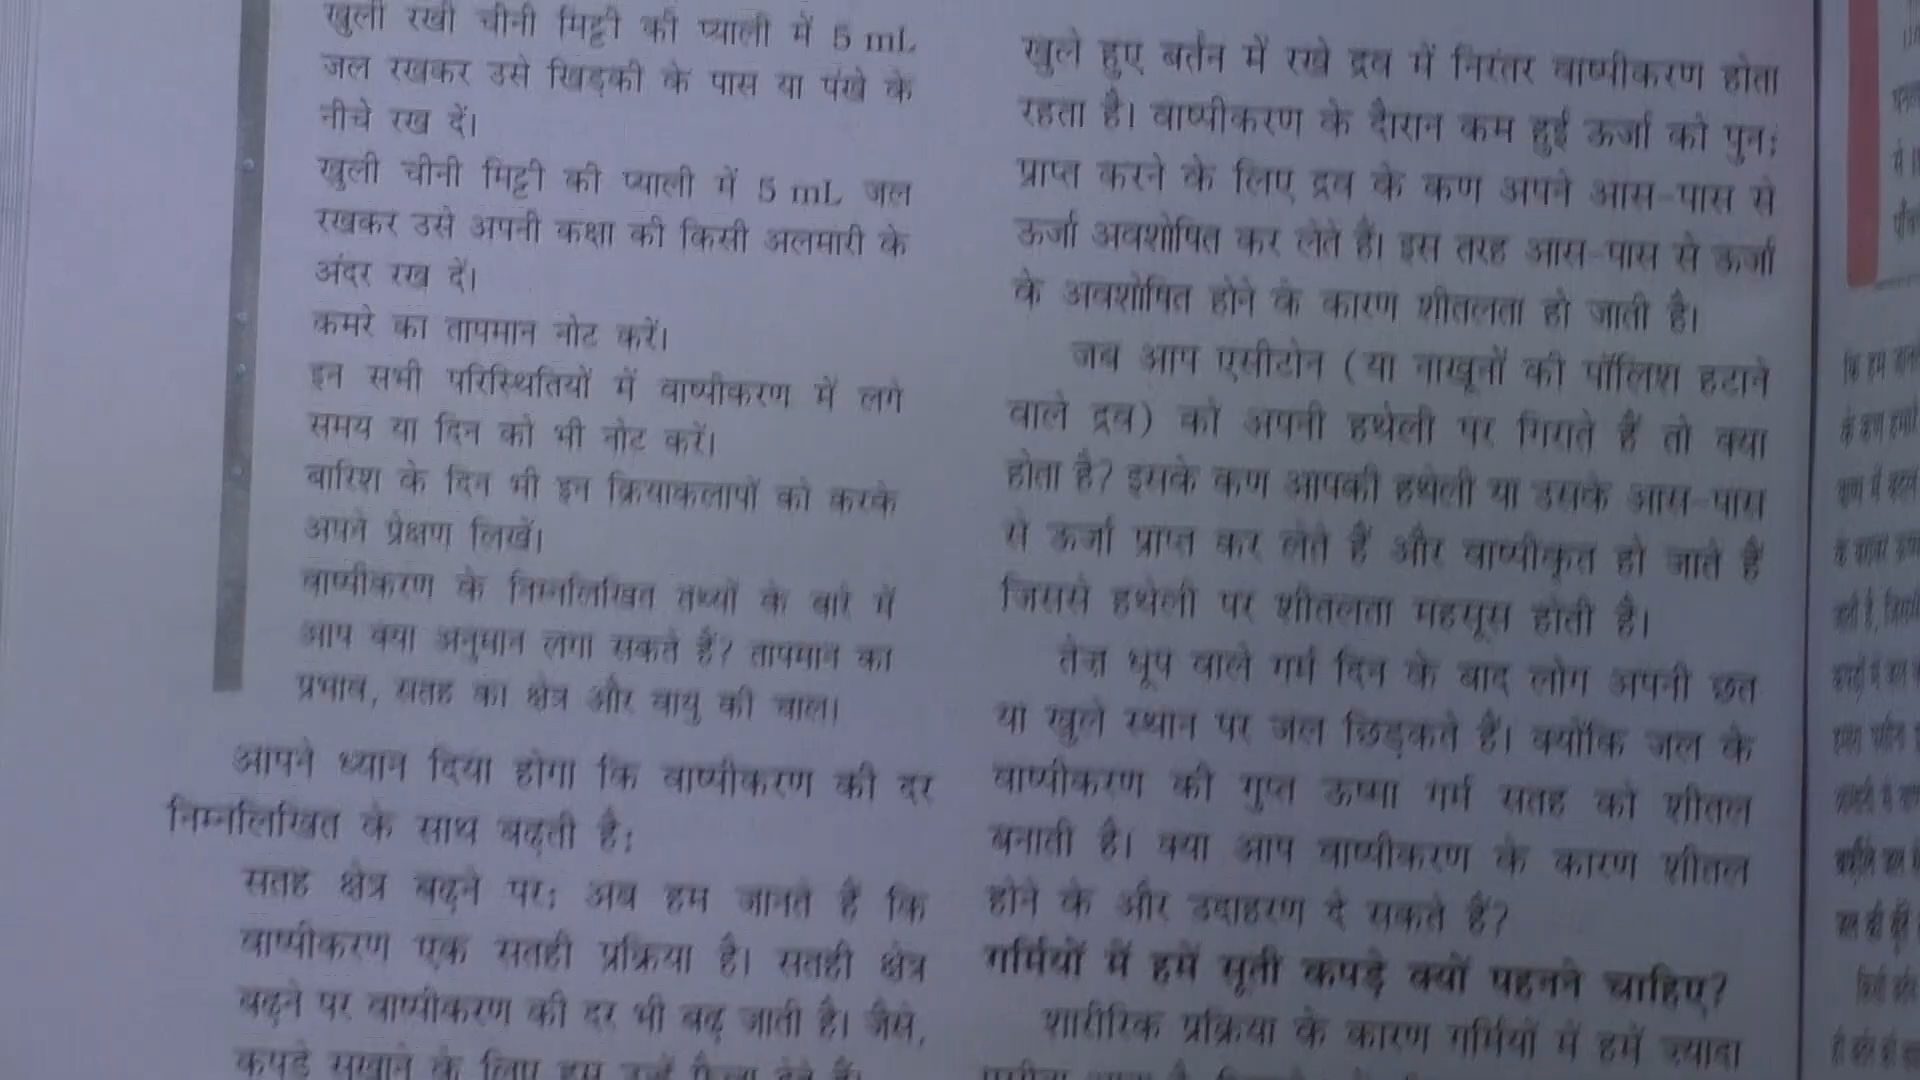 खुली रखी चीनी मिट्टी की प्याली में 5 mL
जल रखकर उसे खिड़की के पास या पंखे के
नीचे रख दें।
खुली चीनी मिट्टी की प्याली में 5 mL जल
रखकर उसे अपनी कक्षा की किसी अलमारी के
अंदर रख दें।
कमरे का तापमान नोट करें।
इन सभी परिस्थितियों में वाष्पीकरण में लगे
समय या दिन को भी नोट करें।
बारिश के दिन भी इन क्रियाकलापों को करके
अपने प्रेक्षण लिखें।
वाष्पीकरण के निम्नलिखित तथ्यों के बारे में
आप क्या अनुमान लगा सकते हैं? तापमान का
प्रभाव, सतह का क्षेत्र और वायु की चाल।
आपने ध्यान दिया होगा कि वाष्पीकरण की दर
निम्नलिखित के साथ बढ़ती है:
सतह क्षेत्र बढ़ने पर: अब हम जानते हैं कि
वाष्पीकरण एक सतही प्रक्रिया है। सतही क्षेत्र
बढ़ने पर वाष्पीकरण की दर भी बढ़ जाती है। जैसे,
कपड़े सुखाने के लिए हम उन्हें फैला देते हैं।
खुले हुए बर्तन में रखे द्रव में निरंतर वाष्पीकरण होता
रहता है। वाष्पीकरण के दौरान कम हुई ऊर्जा को पुन:
प्राप्त करने के लिए द्रव के कण अपने आस-पास से
ऊर्जा अवशोषित कर लेते हैं। इस तरह आस-पास से ऊर्जा
के अवशोषित होने के कारण शीतलता हो जाती है।
जब आप एसीटोन (या नाखूनों की पॉलिश हटाने
वाले द्रव) को अपनी हथेली पर गिराते हैं तो क्या
होता है? इसके कण आपकी हथेली या उसके आस-पास
से ऊर्जा प्राप्त कर लेते हैं और वाष्पीकृत हो जाते हैं
जिससे हथेली पर शीतलता महसूस होती है।
तेज़ धूप वाले गर्म दिन के बाद लोग अपनी छत
या खुले स्थान पर जल छिड़कते हैं। क्योंकि जल के
वाष्पीकरण की गुप्त ऊष्मा गर्म सतह को शीतल
बनाती है। क्या आप वाष्पीकरण के कारण शीतल
होने के और उदाहरण दे सकते हैं?
गर्मियों में हमें सूती कपड़े क्यों पहनने चाहिए?
शारीरिक प्रक्रिया के कारण गर्मियों में हमें ज़्यादा